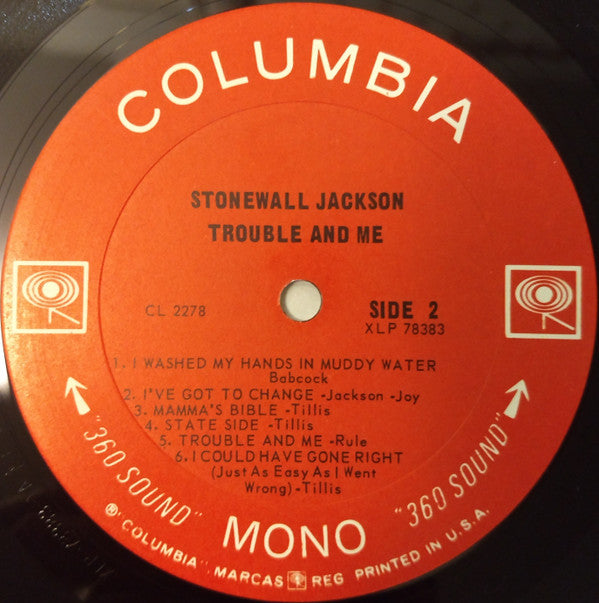 COLUMBIA
STONEWALL JACKSON
TROUBLE AND ME
CL 2278
SIDE 2
XLP 78383
1. I WASHED MY HANDS IN MUDDY WATER
Babcock
2. I'VE GOT TO CHANGE -Jackson -Joy
3. MAMMA'S BIBLE -Tillis
4. STATE SIDE -Tillis
5. TROUBLE AND ME -Rule
6. I COULD HAVE GONE RIGHT
(Just As Easy As I Went
Wrong) -Tillis
"360 SOUND"
MONO
"360 SOUND"
® "COLUMBIA" MARCAS REG PRINTED IN U.S.A.